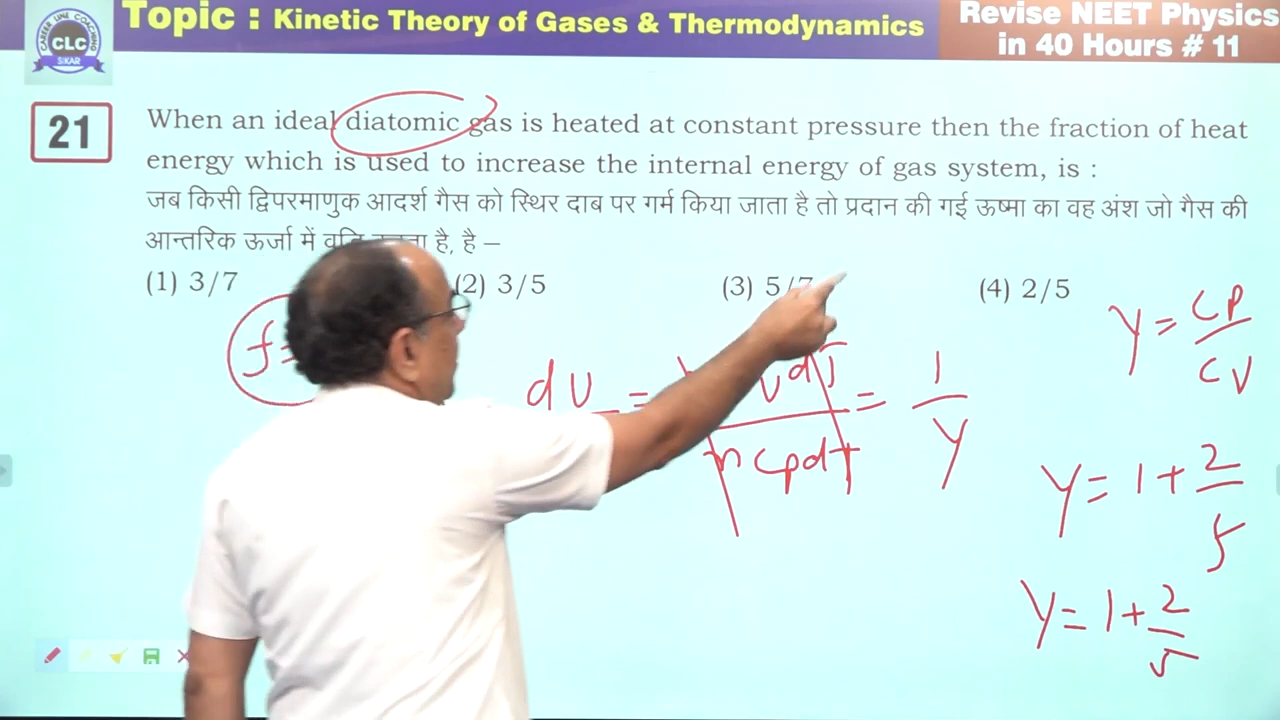 CAREER LINE COACHING
CLC
SIKAR
Topic : Kinetic Theory of Gases & Thermodynamics
Revise NEET Physics
in 40 Hours # 11
21
When an ideal diatomic gas is heated at constant pressure then the fraction of heat
energy which is used to increase the internal energy of gas system, is :
जब किसी द्विपरमाणुक आदर्श गैस को स्थिर दाब पर गर्म किया जाता है तो प्रदान की गई ऊष्मा का वह अंश जो गैस की
आन्तरिक ऊर्जा में है, है –
(1) 3/7 (2) 3/5 (3) 5/7 (4) 2/5
γ = CP
CV
f=
dU = v dT = 1
nCpdT γ
γ = 1 + 2
5
γ = 1 + 2
5